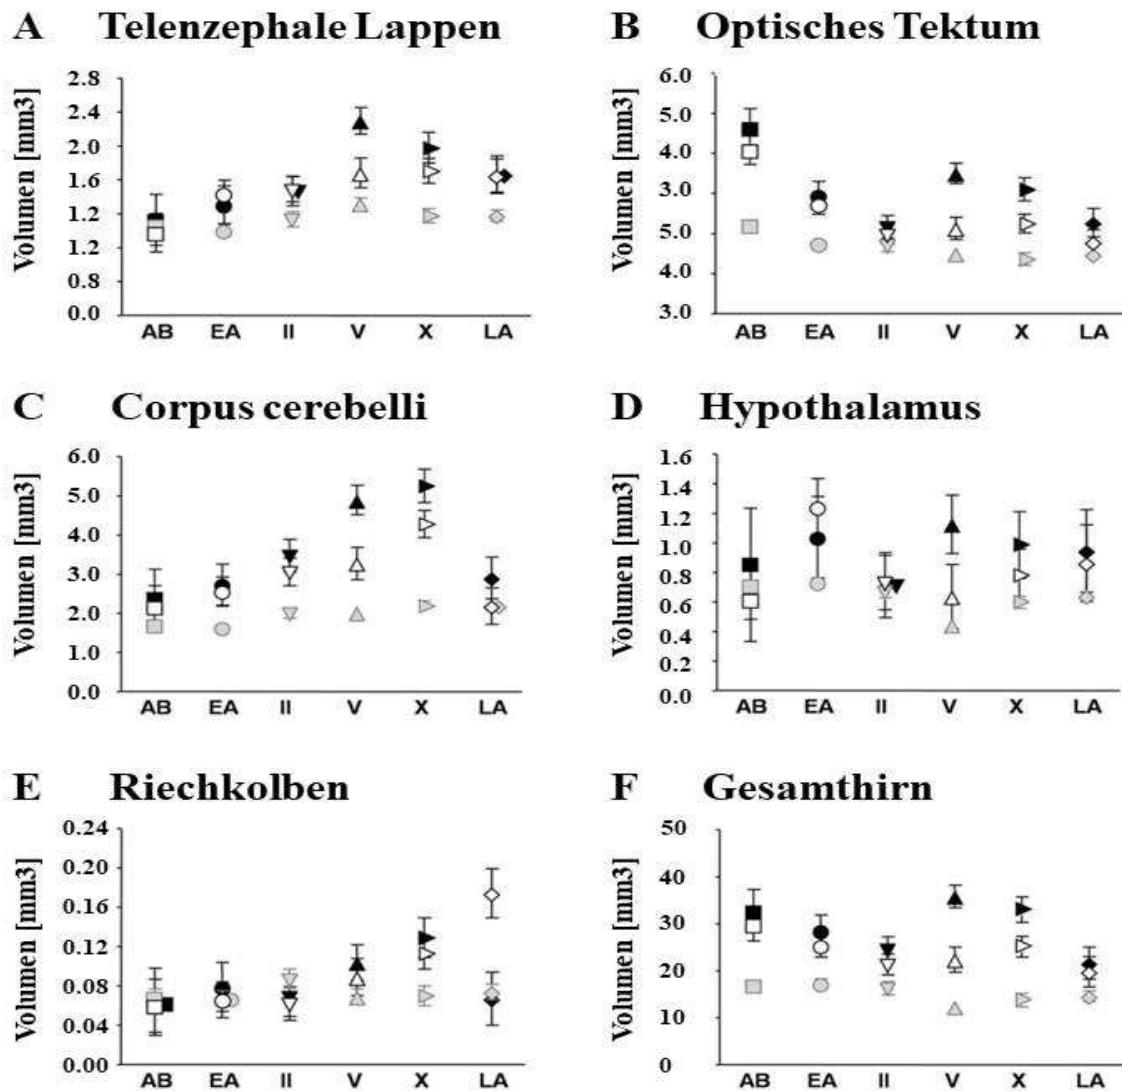 A Telenzephale Lappen
Volumen [mm3]
2.8
2.4
2.0
1.6
1.2
1.2
0.8
0.0
AB EA II V X LA
B Optisches Tektum
Volumen [mm3]
6.0
5.0
4.0
3.0
5.0
4.0
3.0
AB EA II V X LA
C Corpus cerebelli
Volumen [mm3]
6.0
5.0
4.0
3.0
2.0
1.0
0.0
AB EA II V X LA
D Hypothalamus
Volumen [mm3]
1.6
1.4
1.2
1.0
0.8
0.6
0.4
0.2
0.0
AB EA II V X LA
E Riechkolben
Volumen [mm3]
0.24
0.20
0.16
0.12
0.08
0.04
0.00
AB EA II V X LA
F Gesamthirn
Volumen [mm3]
50
40
30
20
10
0
AB EA II V X LA